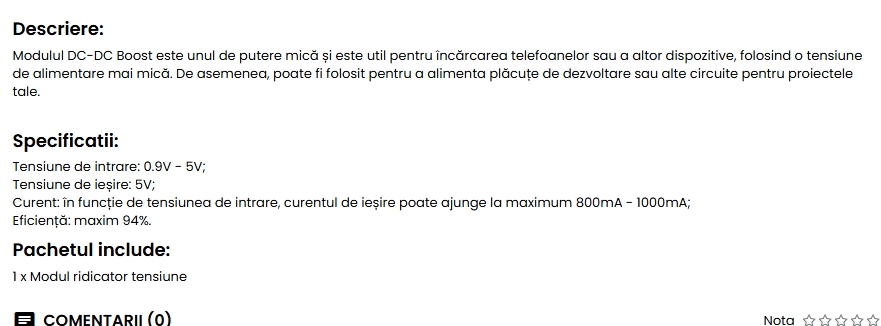 Descriere:
Modulul DC-DC Boost este unul de putere mică și este util pentru încărcarea telefoanelor sau a altor dispozitive, folosind o tensiune
de alimentare mai mică. De asemenea, poate fi folosit pentru a alimenta plăcuțe de dezvoltare sau alte circuite pentru proiectele
tale.
Specificatii:
Tensiune de intrare: 0.9V - 5V;
Tensiune de ieșire: 5V;
Curent: în funcție de tensiunea de intrare, curentul de ieșire poate ajunge la maximum 800mA - 1000mA;
Eficiență: maxim 94%.
Pachetul include:
1 x Modul ridicator tensiune
COMENTARII (0)
Nota